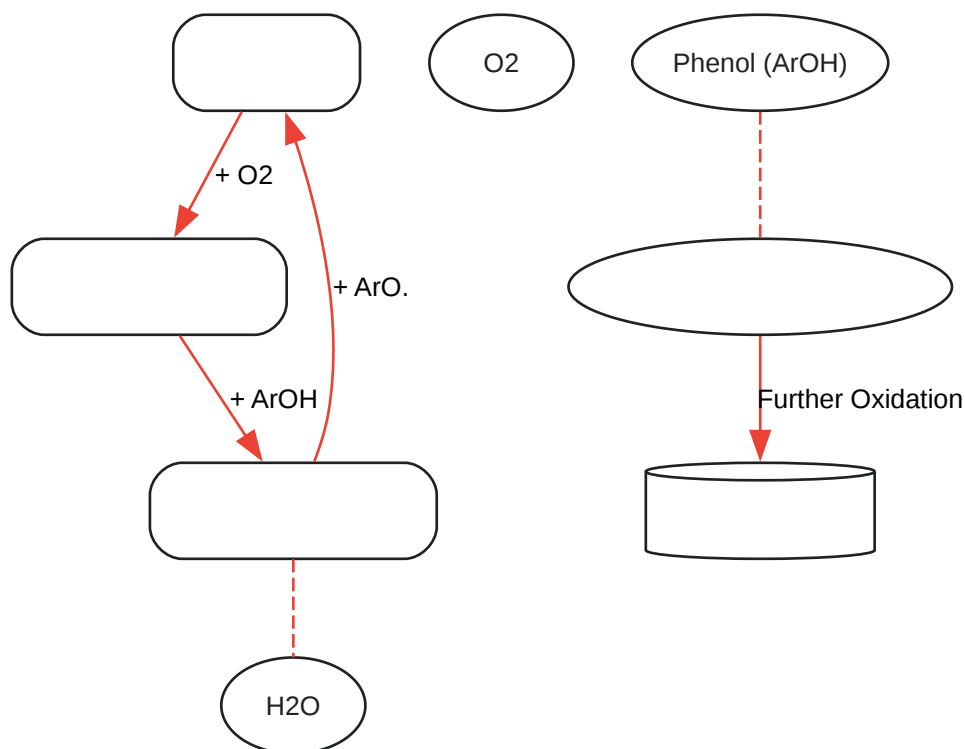 O2
Phenol (ArOH)
+ O2
+ ArO.
+ ArOH
Further Oxidation
H2O